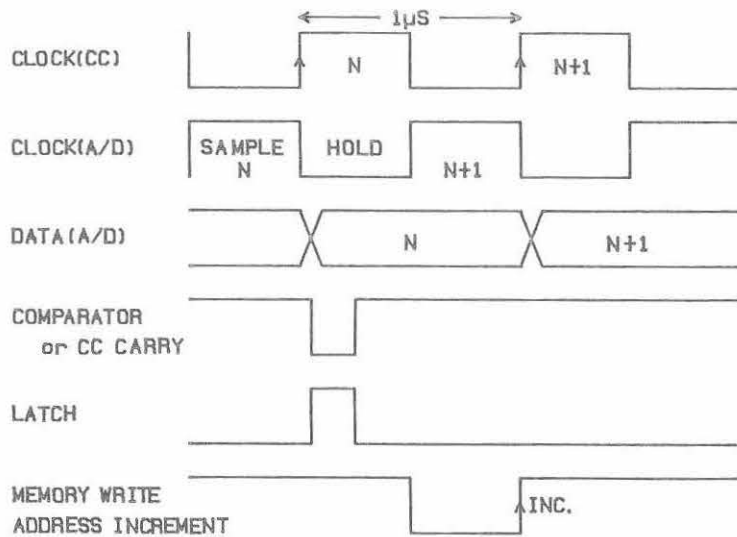 1µS
CLOCK(CC)
N
N+1
CLOCK(A/D)
SAMPLE
N
HOLD
N+1
DATA(A/D)
N
N+1
COMPARATOR
or CC CARRY
LATCH
MEMORY WRITE
ADDRESS INCREMENT
INC.